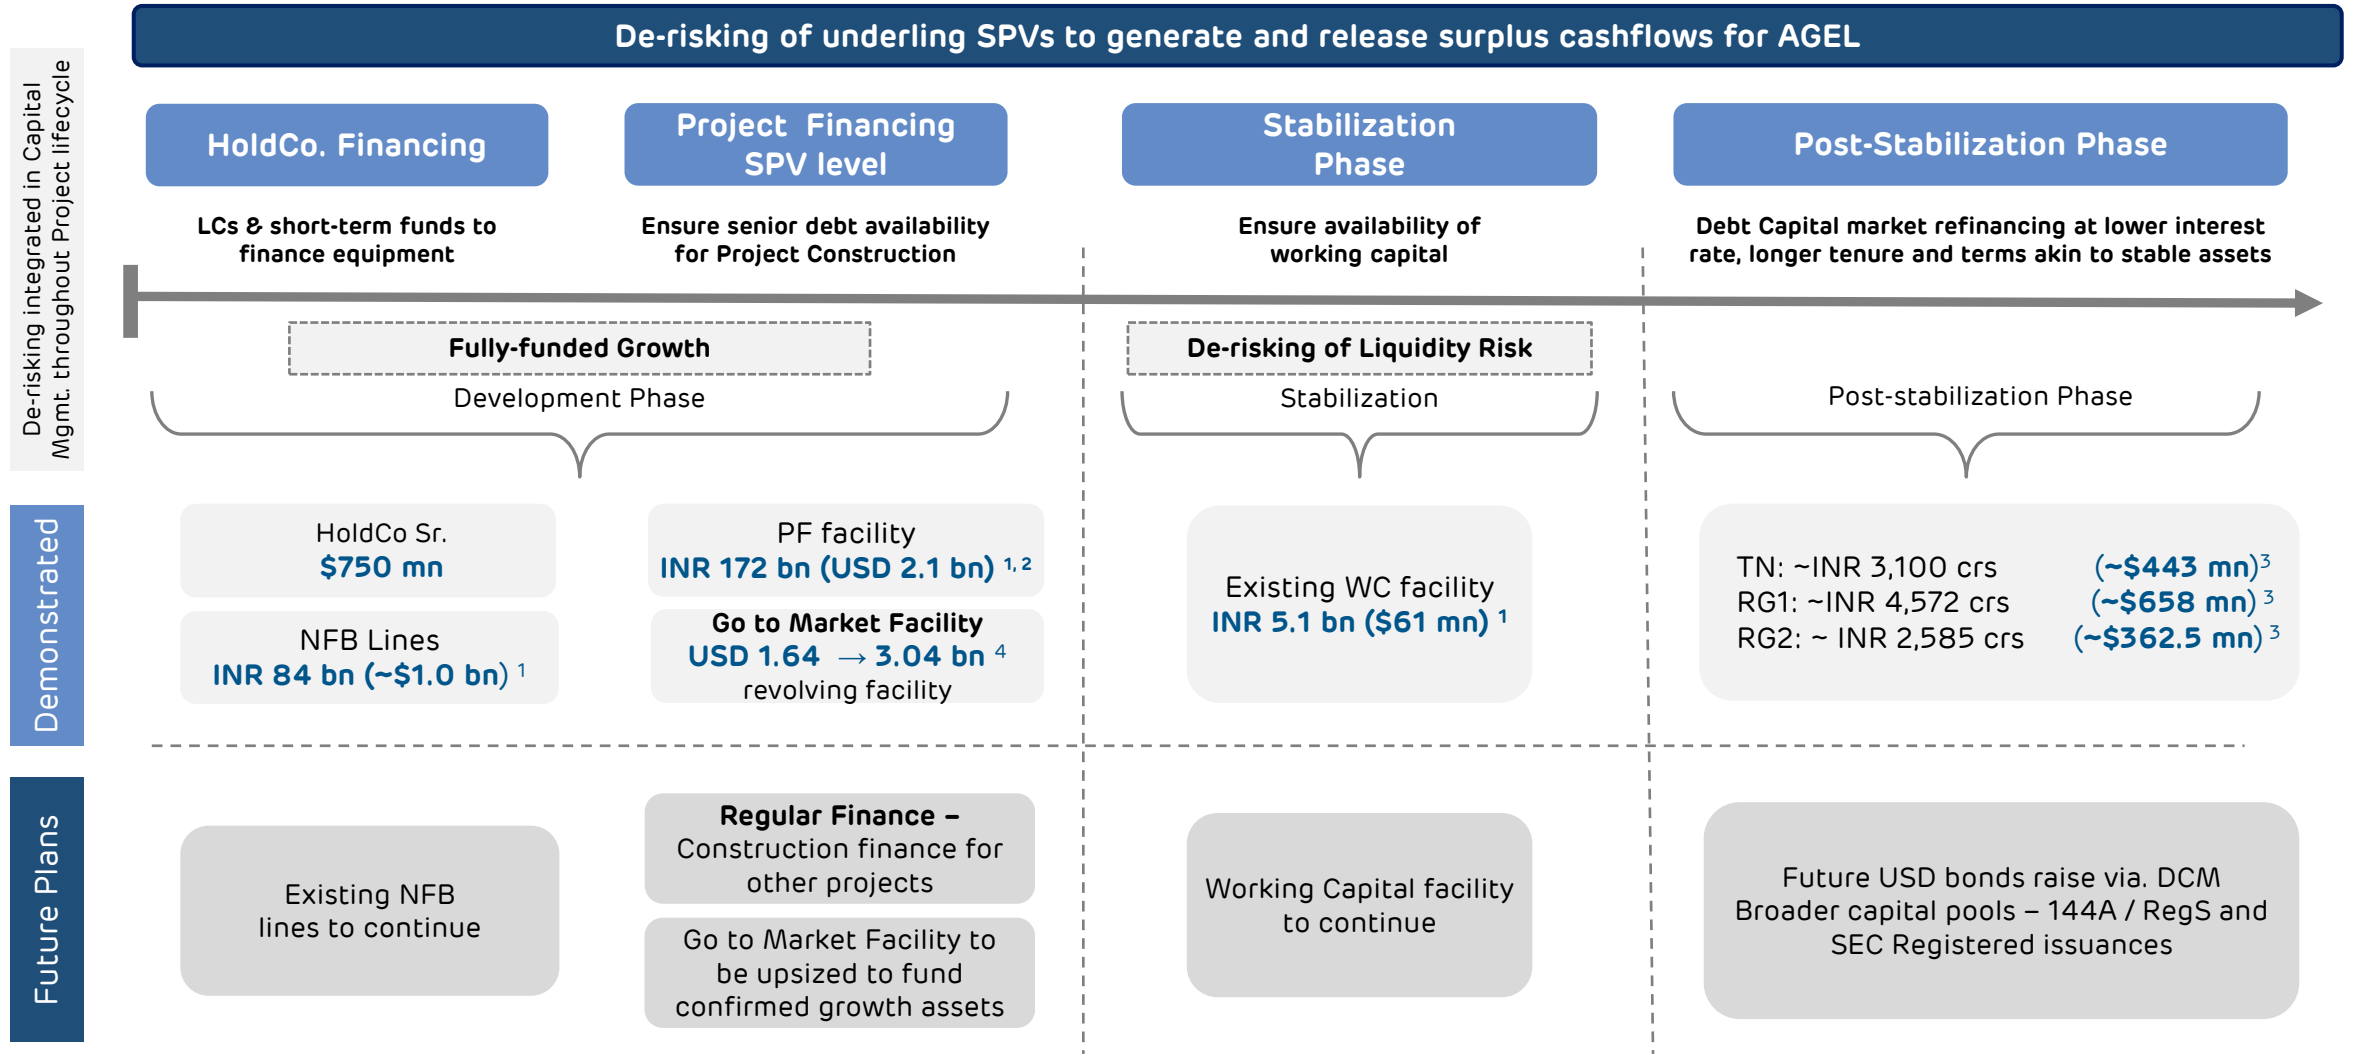 De-risking of underling SPVs to generate and release surplus cashflows for AGEL
De-risking integrated in Capital
Mgmt. throughout Project lifecycle
HoldCo. Financing
Project Financing
SPV level
Stabilization
Phase
Post-Stabilization Phase
LCs & short-term funds to
finance equipment
Ensure senior debt availability
for Project Construction
Ensure availability of
working capital
Debt Capital market refinancing at lower interest
rate, longer tenure and terms akin to stable assets
Fully-funded Growth
De-risking of Liquidity Risk
Development Phase
Stabilization
Post-stabilization Phase
Demonstrated
HoldCo Sr.
$750 mn
NFB Lines
INR 84 bn (~$1.0 bn) 1
PF facility
INR 172 bn (USD 2.1 bn) 1, 2
Go to Market Facility
USD 1.64 → 3.04 bn 4
revolving facility
Existing WC facility
INR 5.1 bn ($61 mn) 1
TN: ~INR 3,100 crs (~$443 mn)3
RG1: ~INR 4,572 crs (~$658 mn) 3
RG2: ~ INR 2,585 crs (~$362.5 mn) 3
Future Plans
Existing NFB
lines to continue
Regular Finance –
Construction finance for
other projects
Go to Market Facility to
be upsized to fund
confirmed growth assets
Working Capital facility
to continue
Future USD bonds raise via. DCM
Broader capital pools – 144A / RegS and
SEC Registered issuances